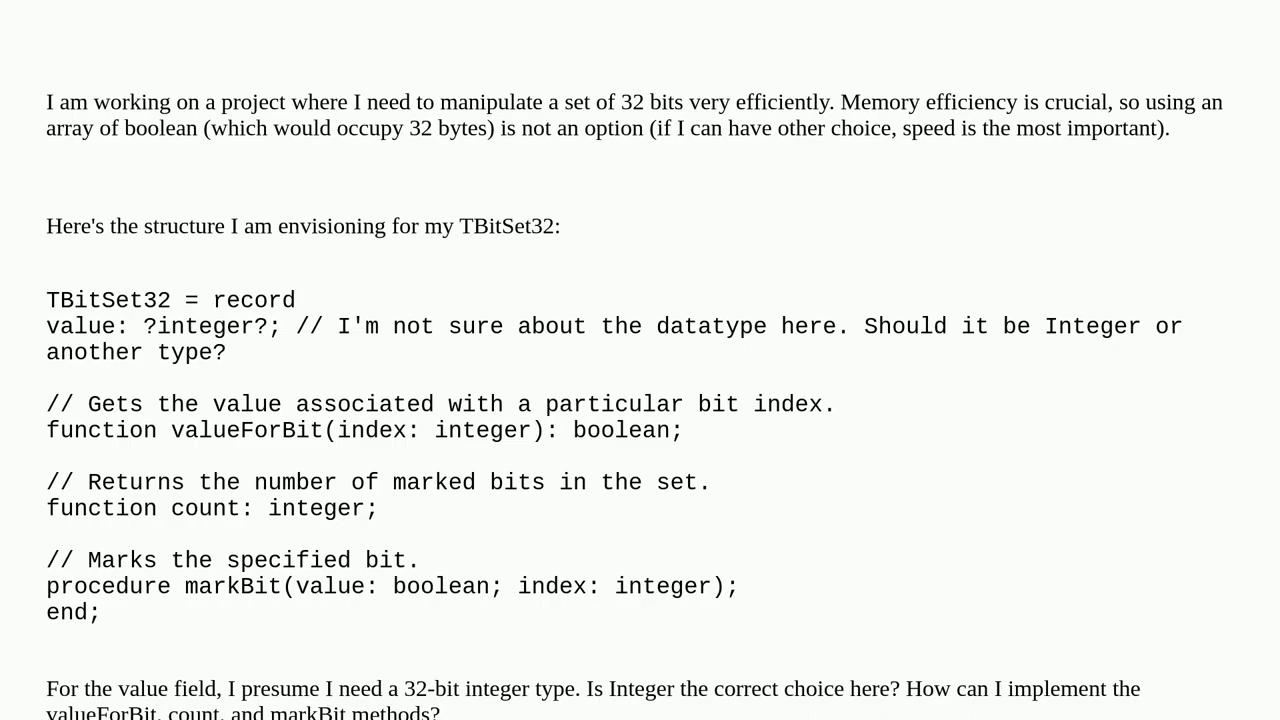 I am working on a project where I need to manipulate a set of 32 bits very efficiently. Memory efficiency is crucial, so using an
array of boolean (which would occupy 32 bytes) is not an option (if I can have other choice, speed is the most important).
Here's the structure I am envisioning for my TBitSet32:
TBitSet32 = record
value: ?integer?; // I'm not sure about the datatype here. Should it be Integer or
another type?
// Gets the value associated with a particular bit index.
function valueForBit(index: integer): boolean;
// Returns the number of marked bits in the set.
function count: integer;
// Marks the specified bit.
procedure markBit(value: boolean; index: integer);
end;
For the value field, I presume I need a 32-bit integer type. Is Integer the correct choice here? How can I implement the
valueForBit, count, and markBit methods?